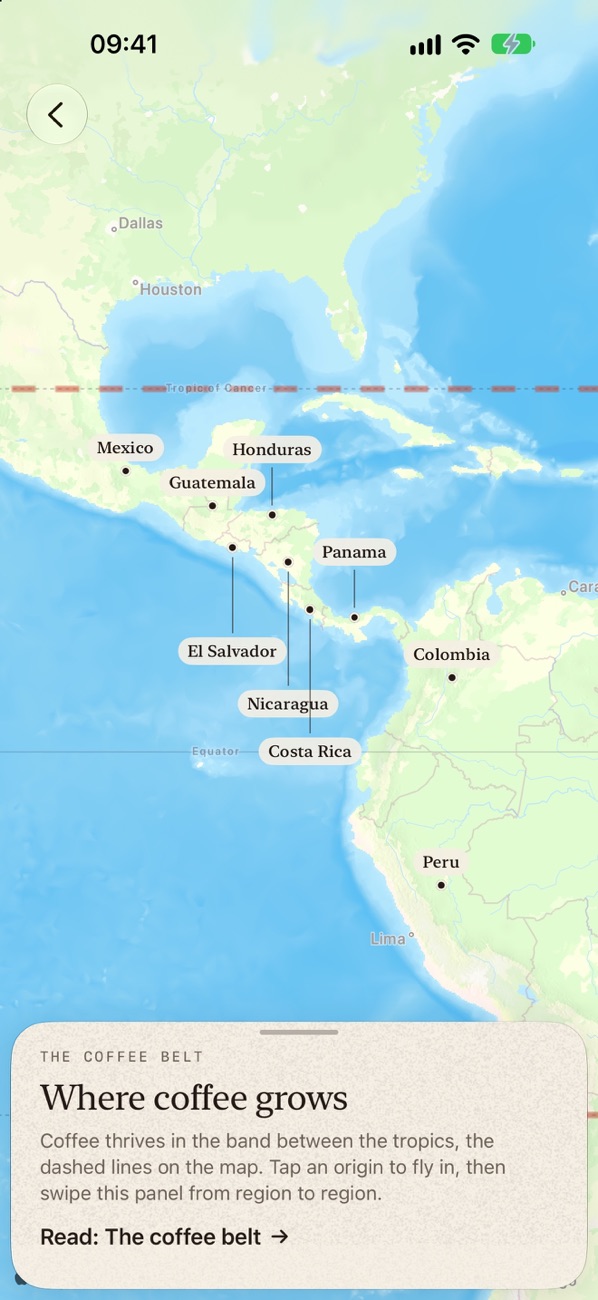 09:41
Dallas
Houston
Tropic of Cancer
Mexico
Honduras
Guatemala
Panama
El Salvador
Colombia
Nicaragua
Equator
Costa Rica
Peru
Lima
THE COFFEE BELT
Where coffee grows
Coffee thrives in the band between the tropics, the
dashed lines on the map. Tap an origin to fly in, then
swipe this panel from region to region.
Read: The coffee belt →